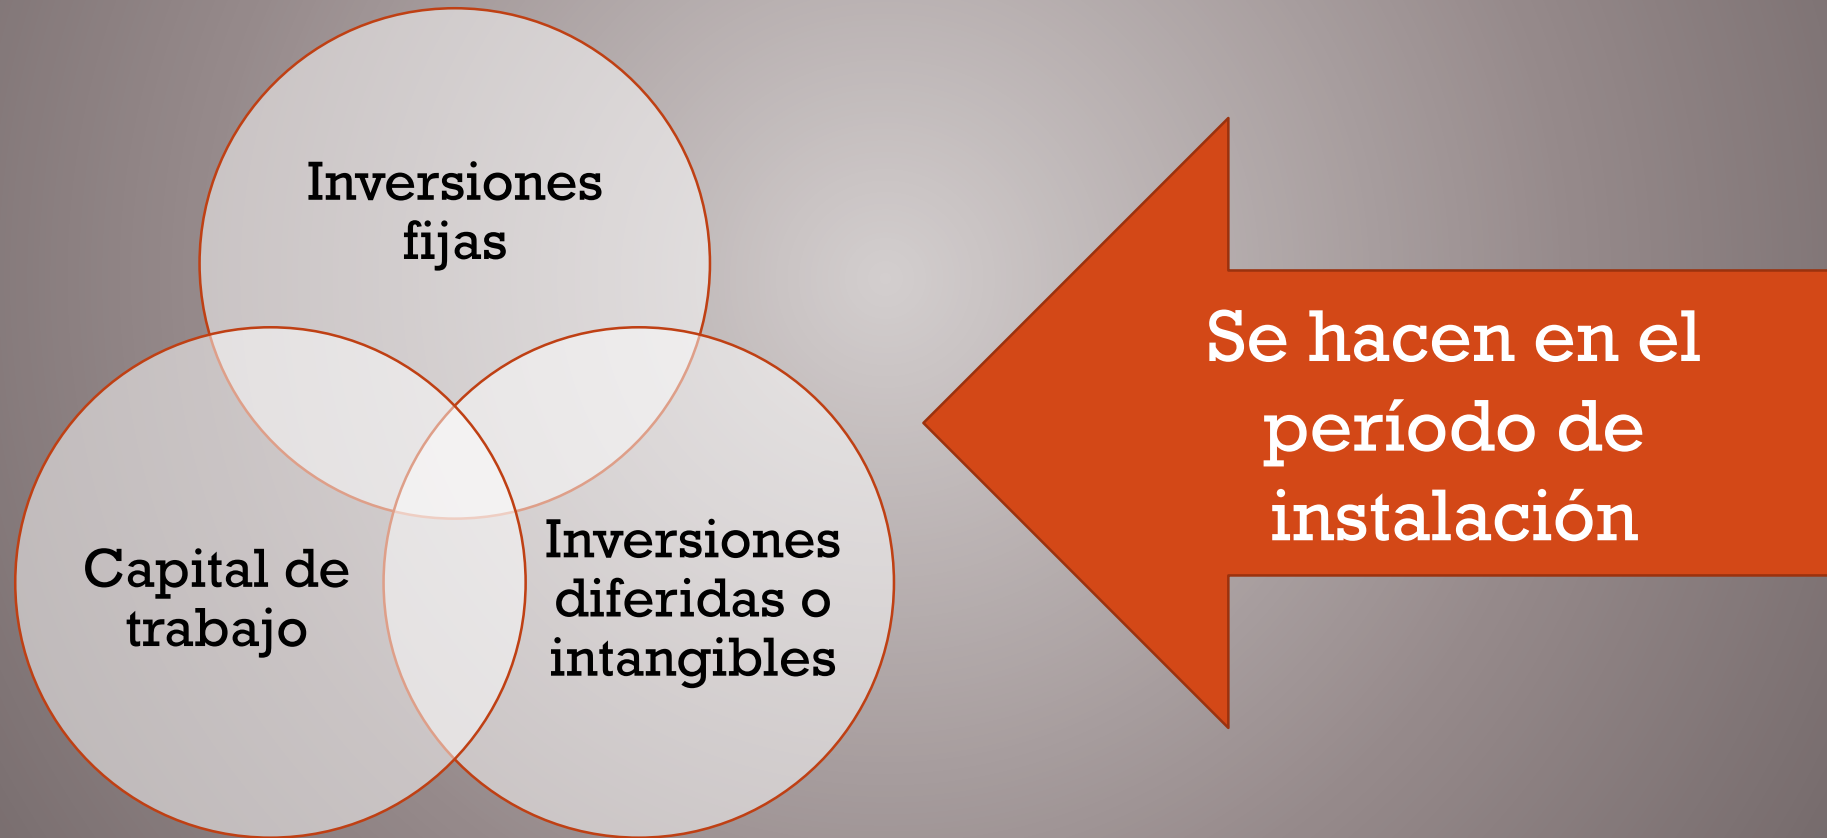 Inversiones
fijas
Capital de
trabajo
Inversiones
diferidas o
intangibles
Se hacen en el
período de
instalación